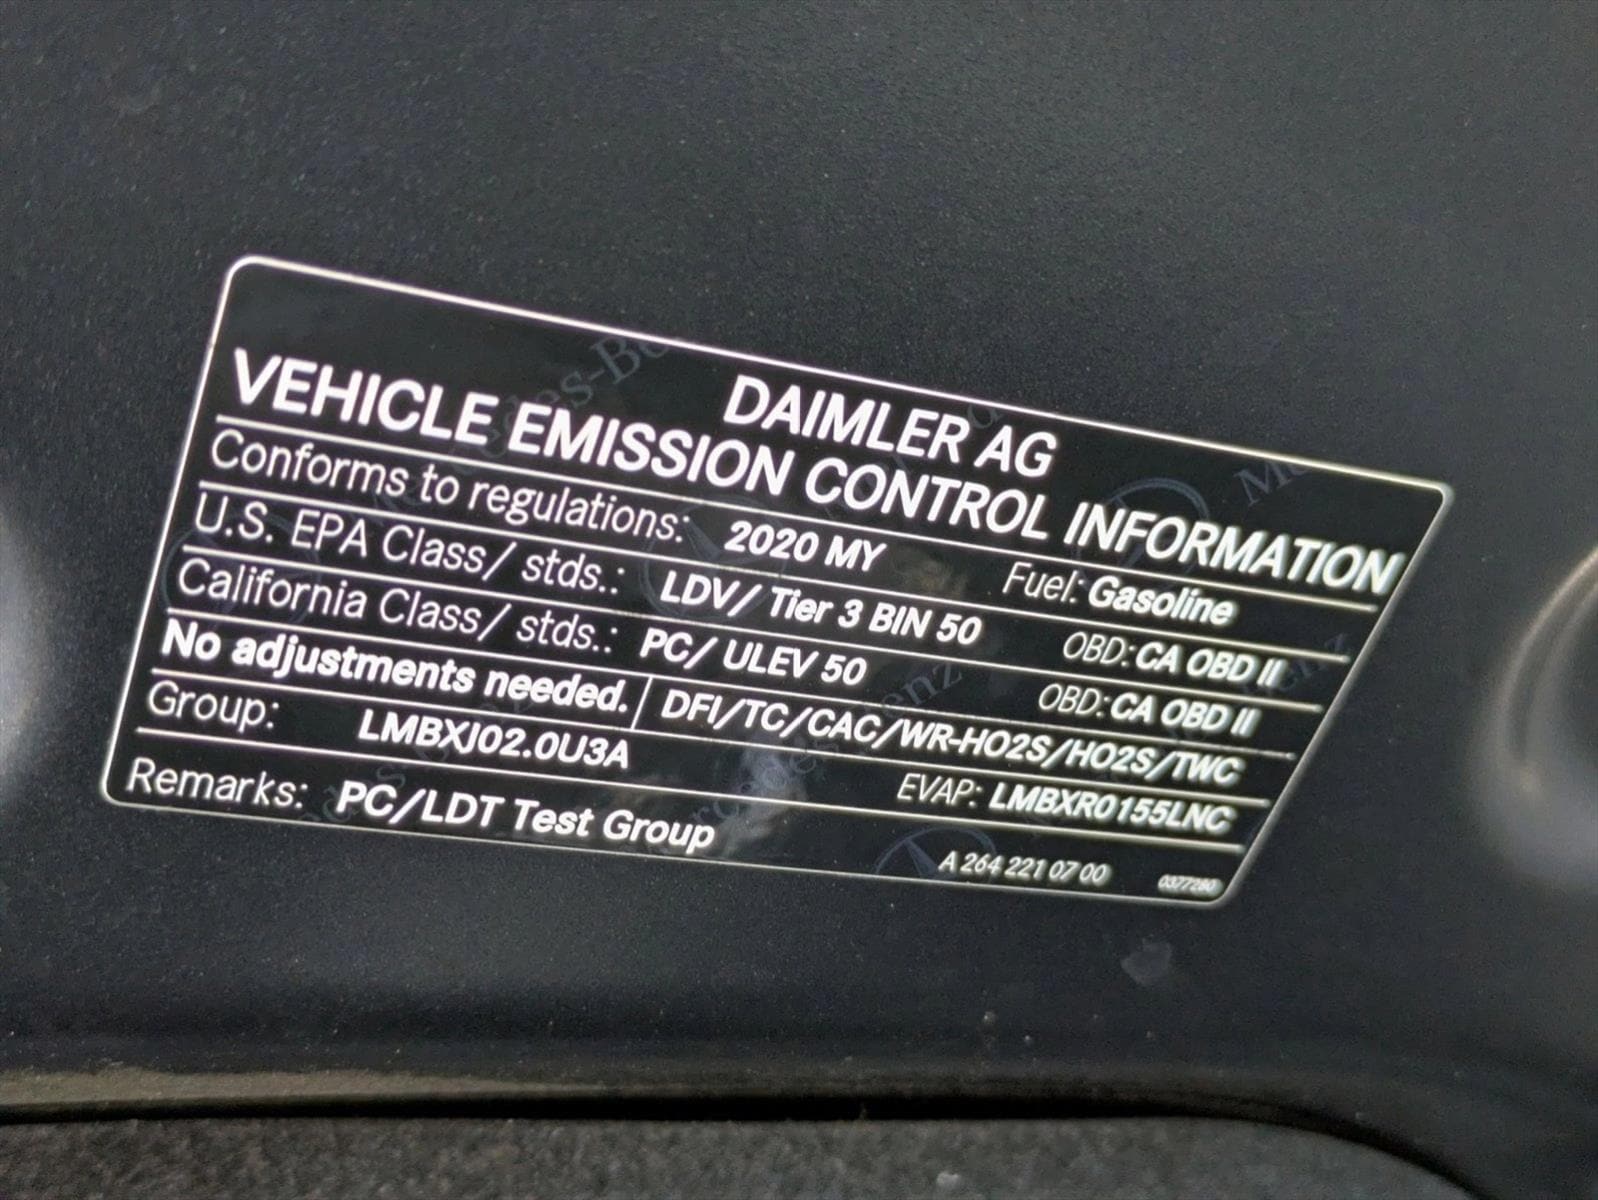 DAIMLER AG
VEHICLE EMISSION CONTROL INFORMATION
Conforms to regulations: 2020 MY Fuel: Gasoline
U.S. EPA Class/ stds.: LDV/ Tier 3 BIN 50 OBD: CA OBD II
California Class/ stds.: PC/ ULEV 50 OBD: CA OBD II
No adjustments needed. DFI/TC/CAC/WR-HO2S/HO2S/TWC
Group: LMBXJ02.0U3A EVAP: LMBXR0155LNC
Remarks: PC/LDT Test Group
A 264 221 07 00 0377280